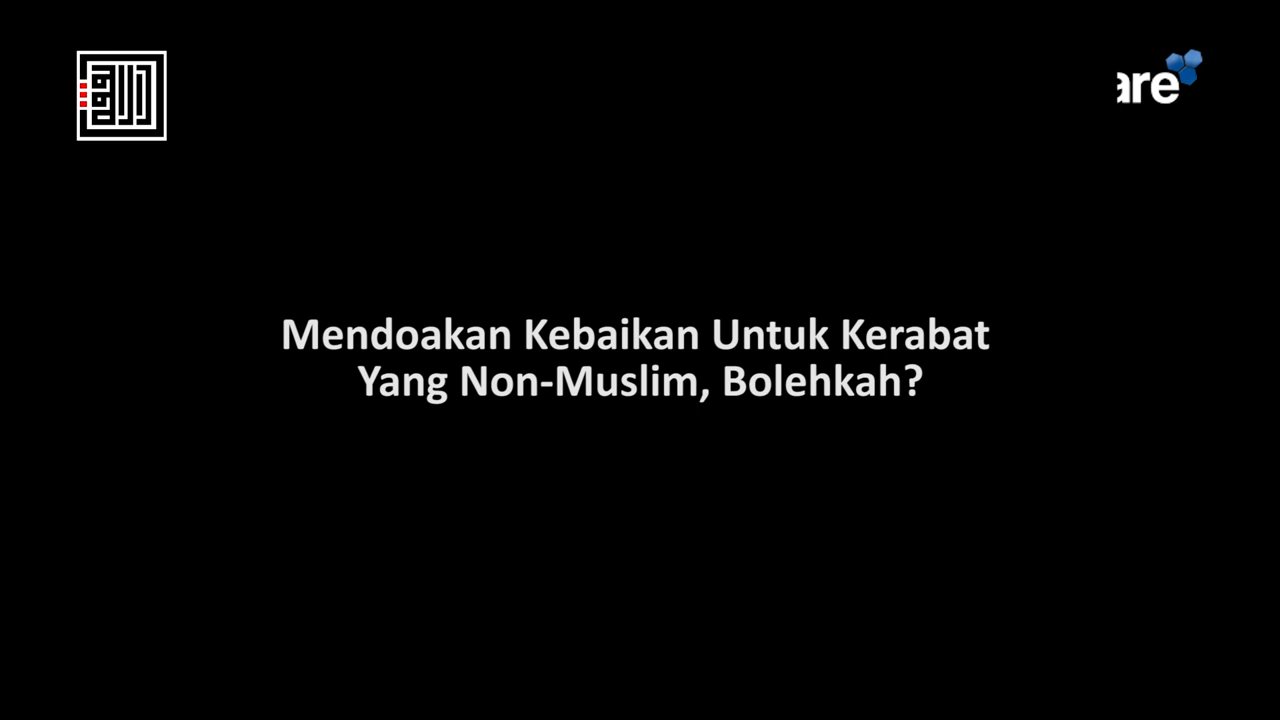 are
Mendoakan Kebaikan Untuk Kerabat
Yang Non-Muslim, Bolehkah?